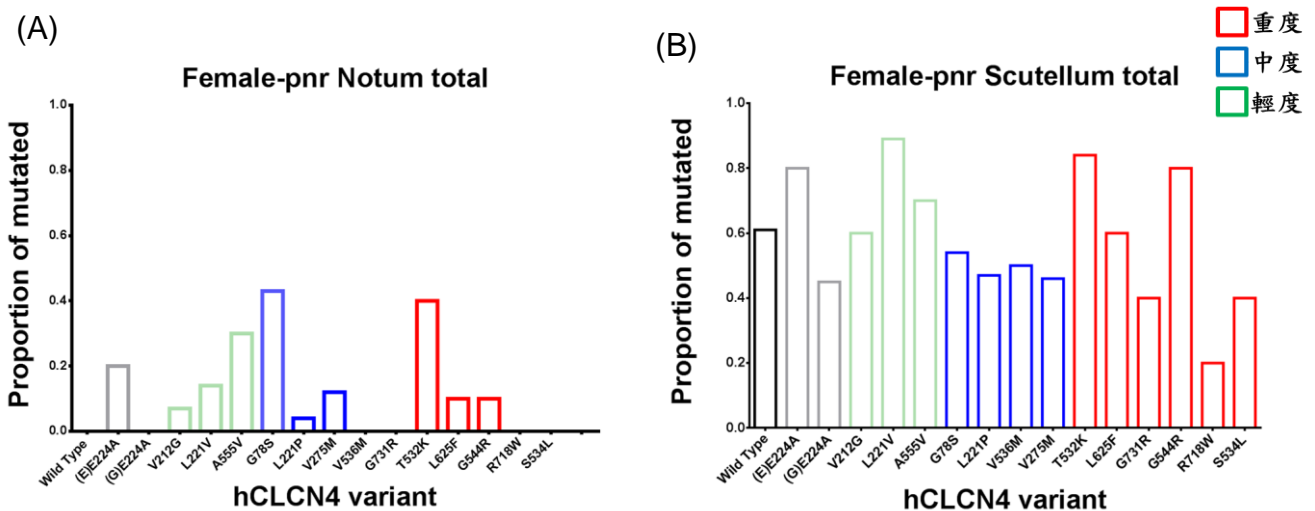 (A)
Female-pnr Notum total
Proportion of mutated
1.0
0.8
0.6
0.4
0.2
0.0
Wild Type
(E)E224A
(G)E224A
V212G
L221V
A555V
G78S
L221P
V275M
V536M
G731R
T532K
L625F
G544R
R718W
S534L
hCLCN4 variant
(B)
Female-pnr Scutellum total
Proportion of mutated
1.0
0.8
0.6
0.4
0.2
0.0
Wild Type
(E)E224A
(G)E224A
V212G
L221V
A555V
G78S
L221P
V536M
V275M
T532K
L625F
G731R
G544R
R718W
S534L
hCLCN4 variant
重度
中度
輕度